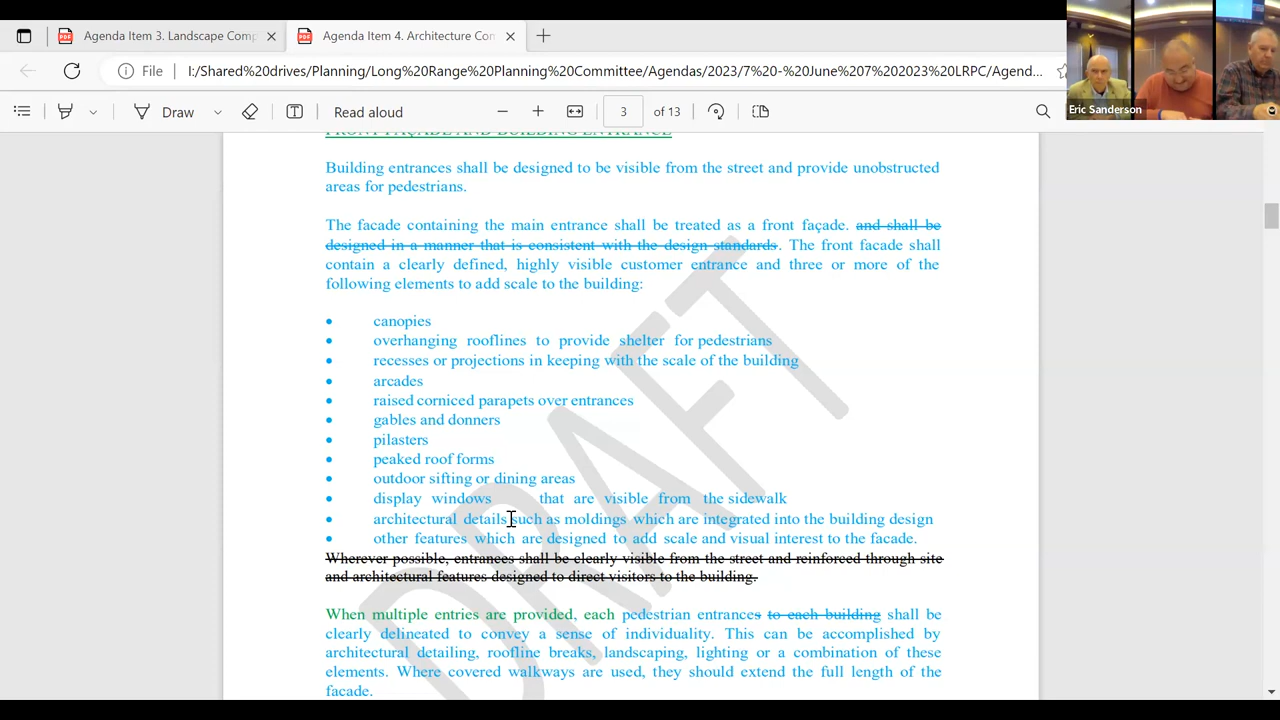 Agenda Item 3. Landscape Comp
Agenda Item 4. Architecture Con
File
I:/Shared%20drives/Planning/Long%20Range%20Planning%20Committee/Agendas/2023/7%20-%20June%207%202023%20LRPC/Agend...
Draw
Read aloud
3 of 13
Eric Sanderson
FRONT FAÇADE AND BUILDING ENTRANCE
Building entrances shall be designed to be visible from the street and provide unobstructed
areas for pedestrians.
The facade containing the main entrance shall be treated as a front façade. and shall be
designed in a manner that is consistent with the design standards. The front facade shall
contain a clearly defined, highly visible customer entrance and three or more of the
following elements to add scale to the building:
• canopies
• overhanging rooflines to provide shelter for pedestrians
• recesses or projections in keeping with the scale of the building
• arcades
• raised corniced parapets over entrances
• gables and donners
• pilasters
• peaked roof forms
• outdoor sifting or dining areas
• display windows that are visible from the sidewalk
• architectural details such as moldings which are integrated into the building design
• other features which are designed to add scale and visual interest to the facade.
Wherever possible, entrances shall be clearly visible from the street and reinforced through site
and architectural features designed to direct visitors to the building.
When multiple entries are provided, each pedestrian entrances to each building shall be
clearly delineated to convey a sense of individuality. This can be accomplished by
architectural detailing, roofline breaks, landscaping, lighting or a combination of these
elements. Where covered walkways are used, they should extend the full length of the
facade.
DRAFT